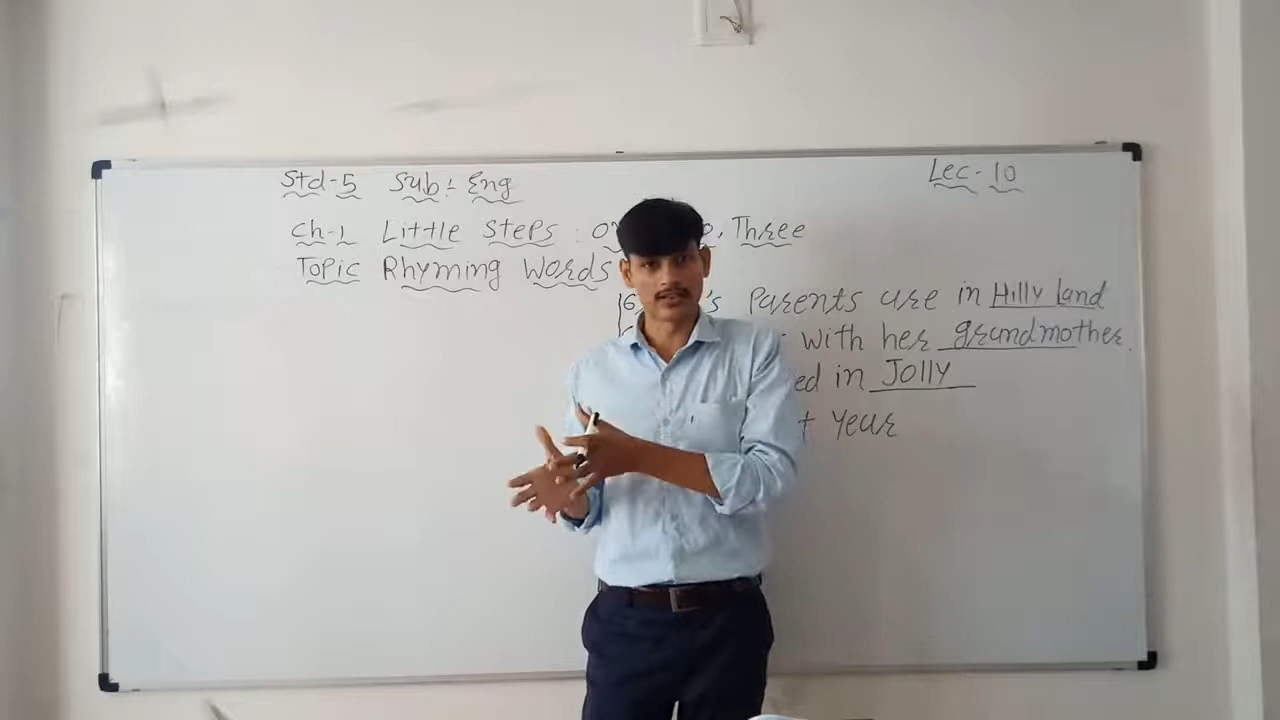 Std-5 Sub:- Eng
Lec-10
Ch-1 Little Steps : , Three
Topic Rhyming Words
's Parents are in Hilly land
with her grandmother.
ed in Jolly
t year